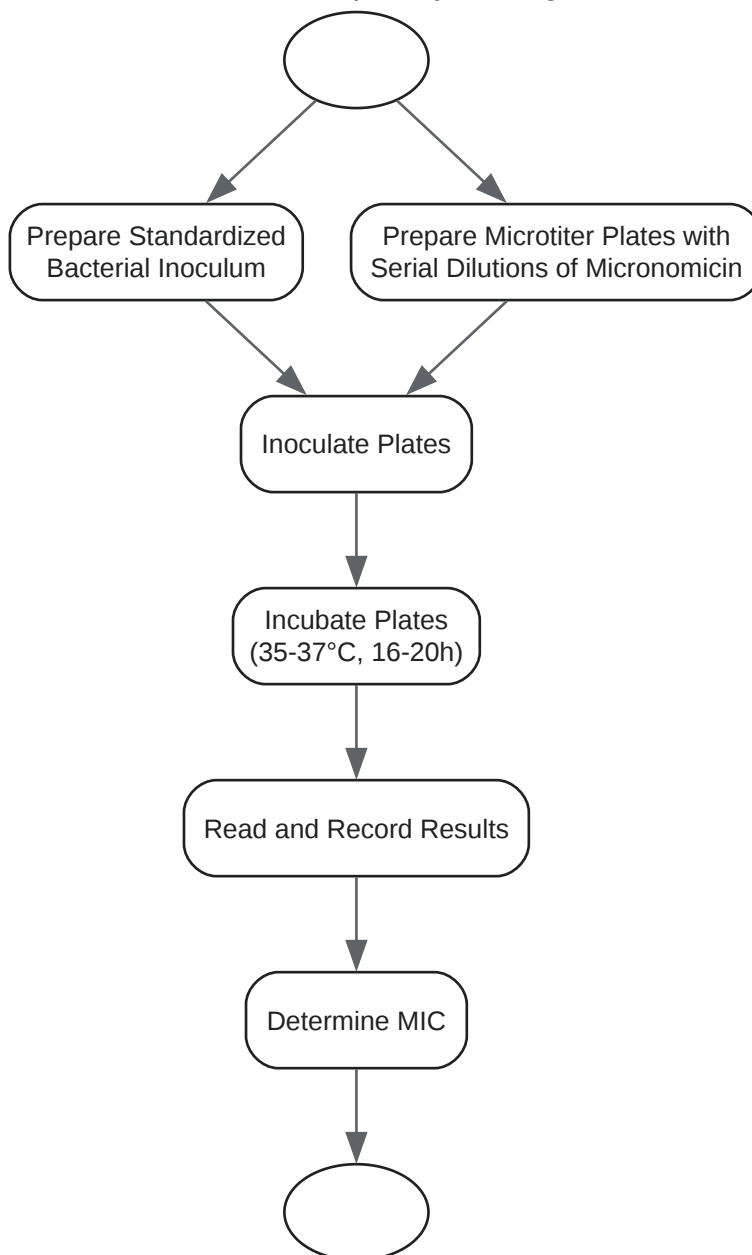 Prepare Standardized
Bacterial Inoculum
Prepare Microtiter Plates with
Serial Dilutions of Micronomicin
Inoculate Plates
Incubate Plates
(35-37°C, 16-20h)
Read and Record Results
Determine MIC